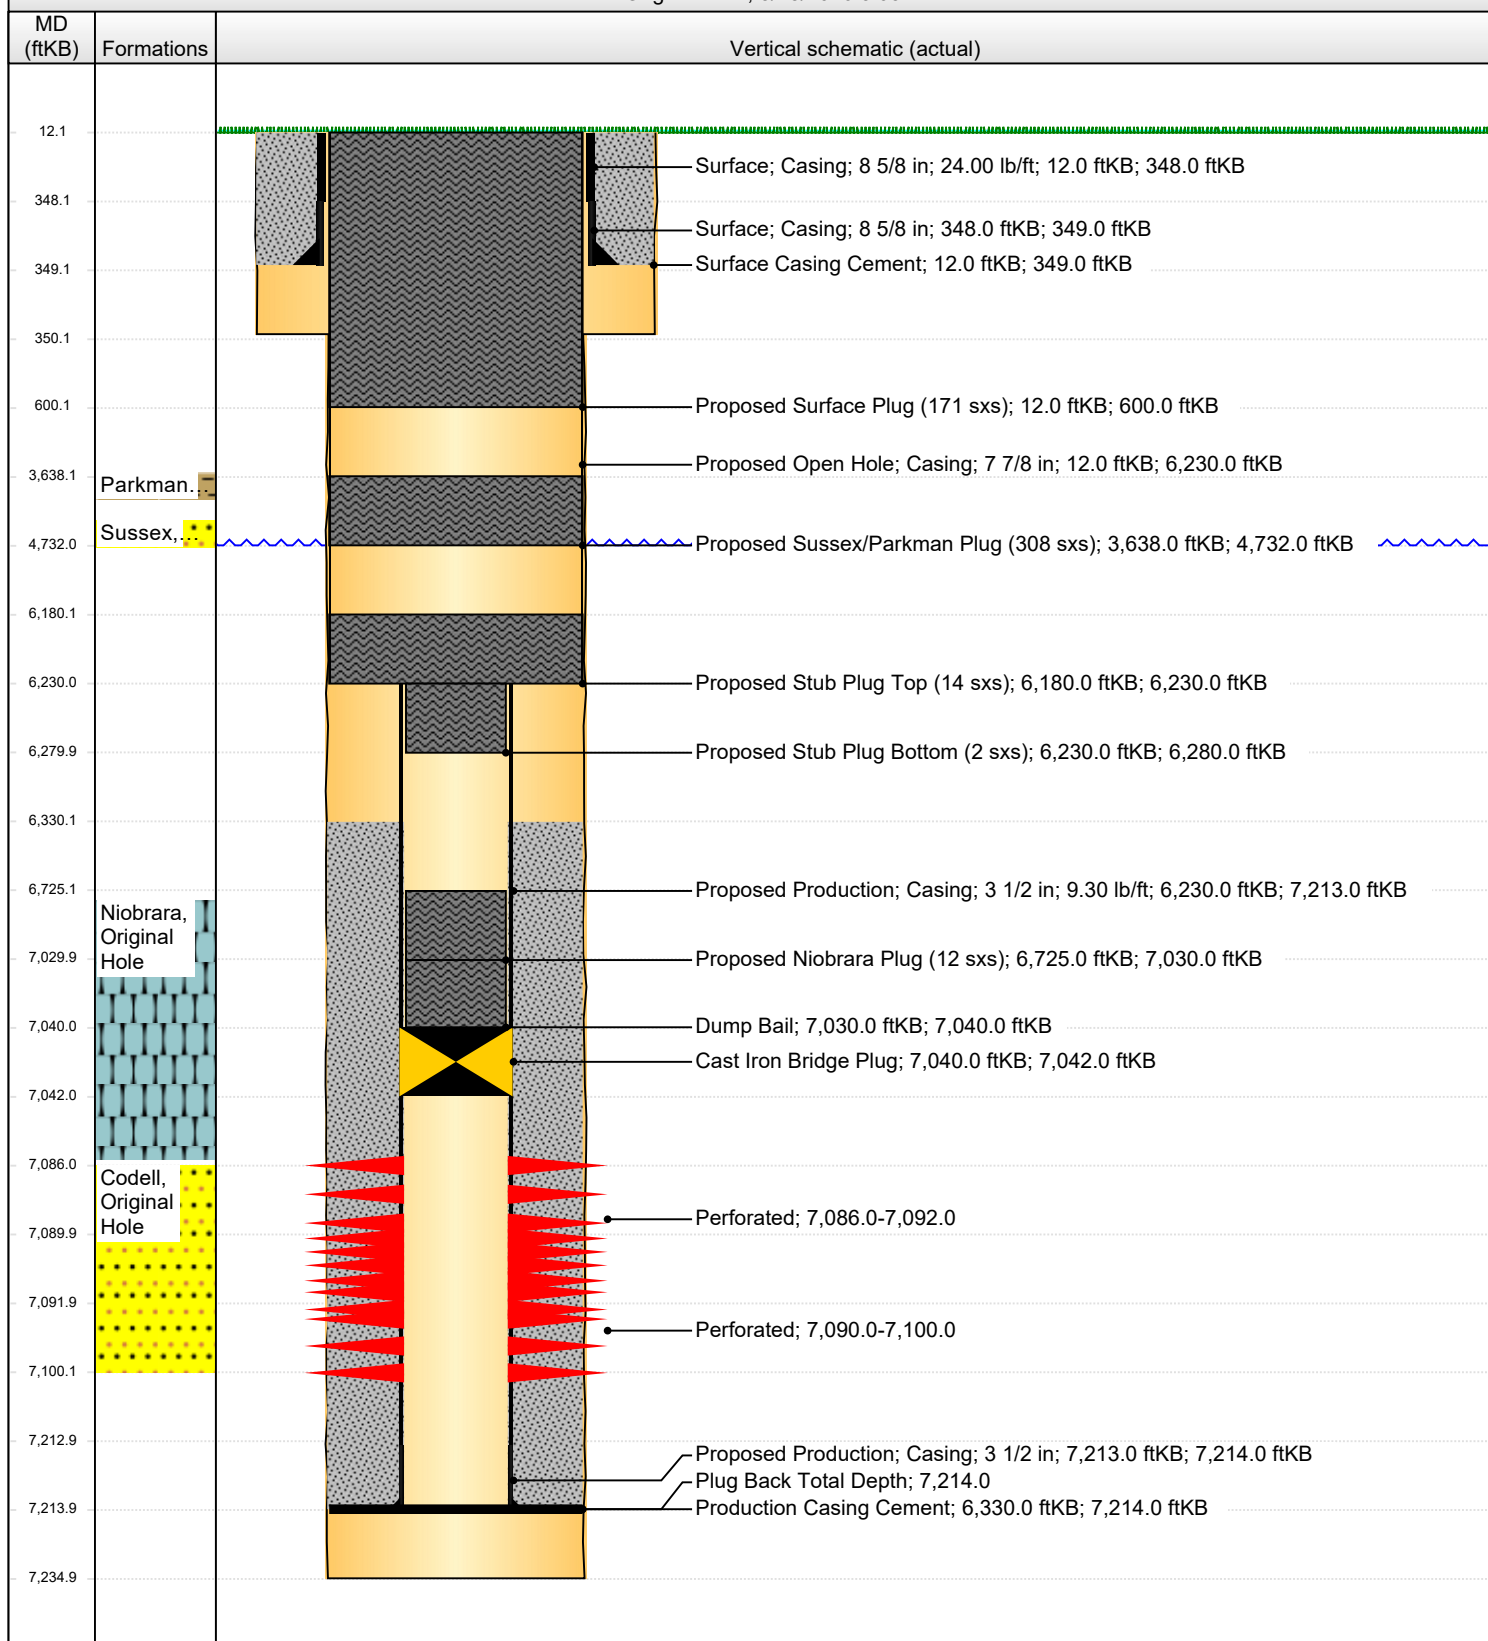 MD
(ftKB)
Formations
Vertical schematic (actual)
12.1
Surface; Casing; 8 5/8 in; 24.00 lb/ft; 12.0 ftKB; 348.0 ftKB
348.1
Surface; Casing; 8 5/8 in; 348.0 ftKB; 349.0 ftKB
Surface Casing Cement; 12.0 ftKB; 349.0 ftKB
349.1
350.1
600.1
Proposed Surface Plug (171 sxs); 12.0 ftKB; 600.0 ftKB
Proposed Open Hole; Casing; 7 7/8 in; 12.0 ftKB; 6,230.0 ftKB
3,638.1
Parkman...
Sussex,...
4,732.0
Proposed Sussex/Parkman Plug (308 sxs); 3,638.0 ftKB; 4,732.0 ftKB
6,180.1
6,230.0
Proposed Stub Plug Top (14 sxs); 6,180.0 ftKB; 6,230.0 ftKB
6,279.9
Proposed Stub Plug Bottom (2 sxs); 6,230.0 ftKB; 6,280.0 ftKB
6,330.1
6,725.1
Proposed Production; Casing; 3 1/2 in; 9.30 lb/ft; 6,230.0 ftKB; 7,213.0 ftKB
Niobrara,
Original
Hole
7,029.9
Proposed Niobrara Plug (12 sxs); 6,725.0 ftKB; 7,030.0 ftKB
7,040.0
Dump Bail; 7,030.0 ftKB; 7,040.0 ftKB
Cast Iron Bridge Plug; 7,040.0 ftKB; 7,042.0 ftKB
7,042.0
7,086.0
Codell,
Original
Hole
Perforated; 7,086.0-7,092.0
7,089.9
7,091.9
Perforated; 7,090.0-7,100.0
7,100.1
7,212.9
Proposed Production; Casing; 3 1/2 in; 7,213.0 ftKB; 7,214.0 ftKB
Plug Back Total Depth; 7,214.0
7,213.9
Production Casing Cement; 6,330.0 ftKB; 7,214.0 ftKB
7,234.9